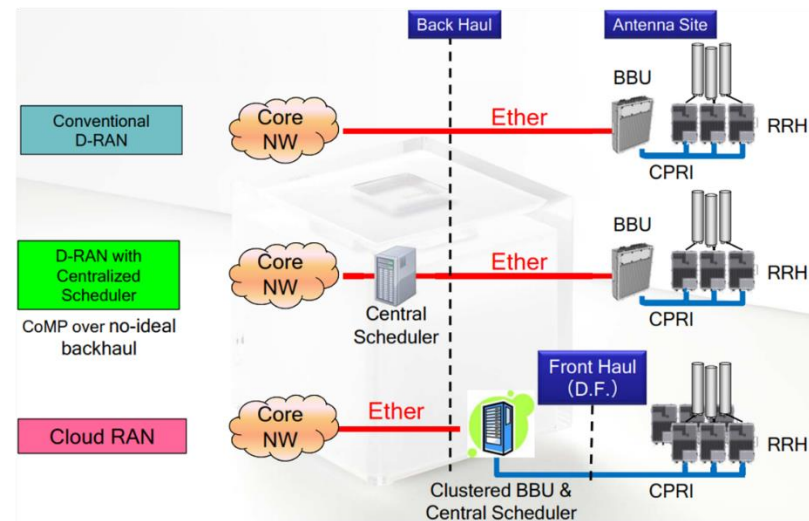 Back Haul
Antenna Site
BBU
Conventional
D-RAN
Core
NW
Ether
RRH
CPRI
BBU
D-RAN with
Centralized
Scheduler
Core
NW
Ether
RRH
Central
Scheduler
CPRI
CoMP over no-ideal
backhaul
Front Haul
(D.F.)
Cloud RAN
Core
NW
Ether
RRH
Clustered BBU &
Central Scheduler
CPRI